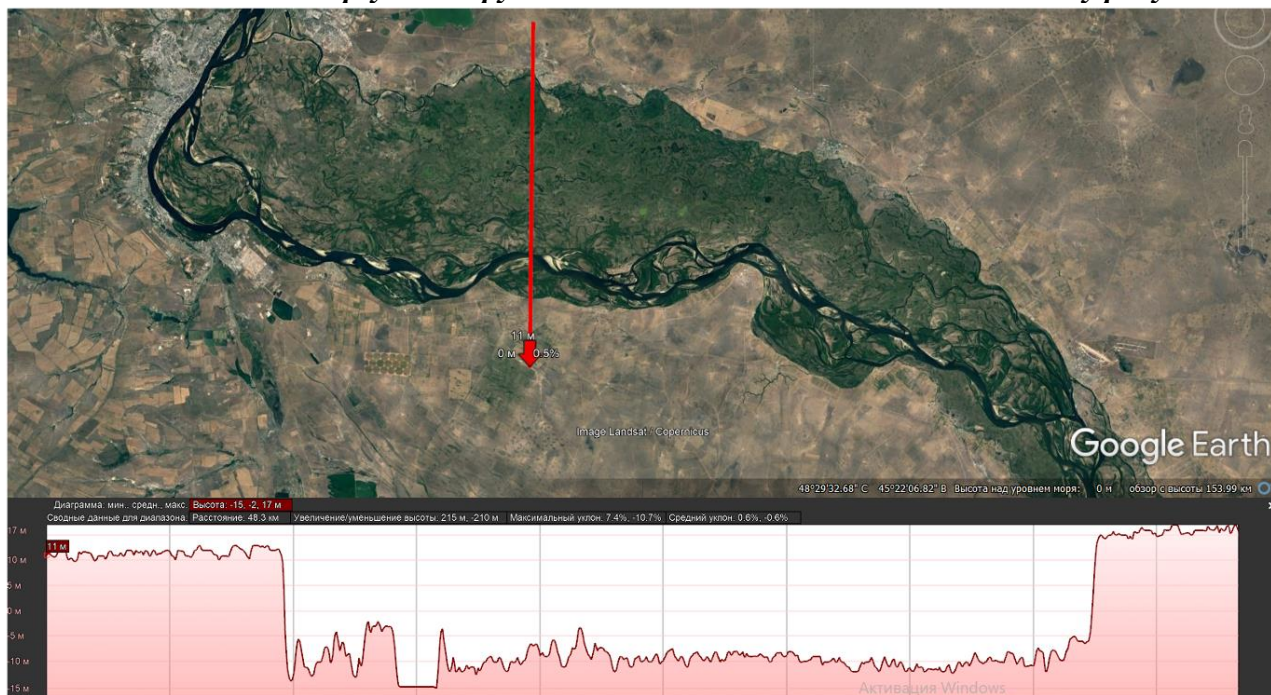 11 м
0 м 0.5%
Image Landsat / Copernicus
Google Earth
48°29'32.68" С 45°22'06.82" В Высота над уровнем моря: 0 м обзор с высоты 153.99 км
Диаграмма: мин., средн., макс. Высота: -15, -2, 17 м
Сводные данные для диапазона: Расстояние: 48.3 км Увеличение/уменьшение высоты: 215 м, -210 м Максимальный уклон: 7.4%, -10.7% Средний уклон: 0.6%, -0.6%
17 м
11 м
10 м
5 м
0 м
-5 м
-10 м
-15 м
Активация Windows